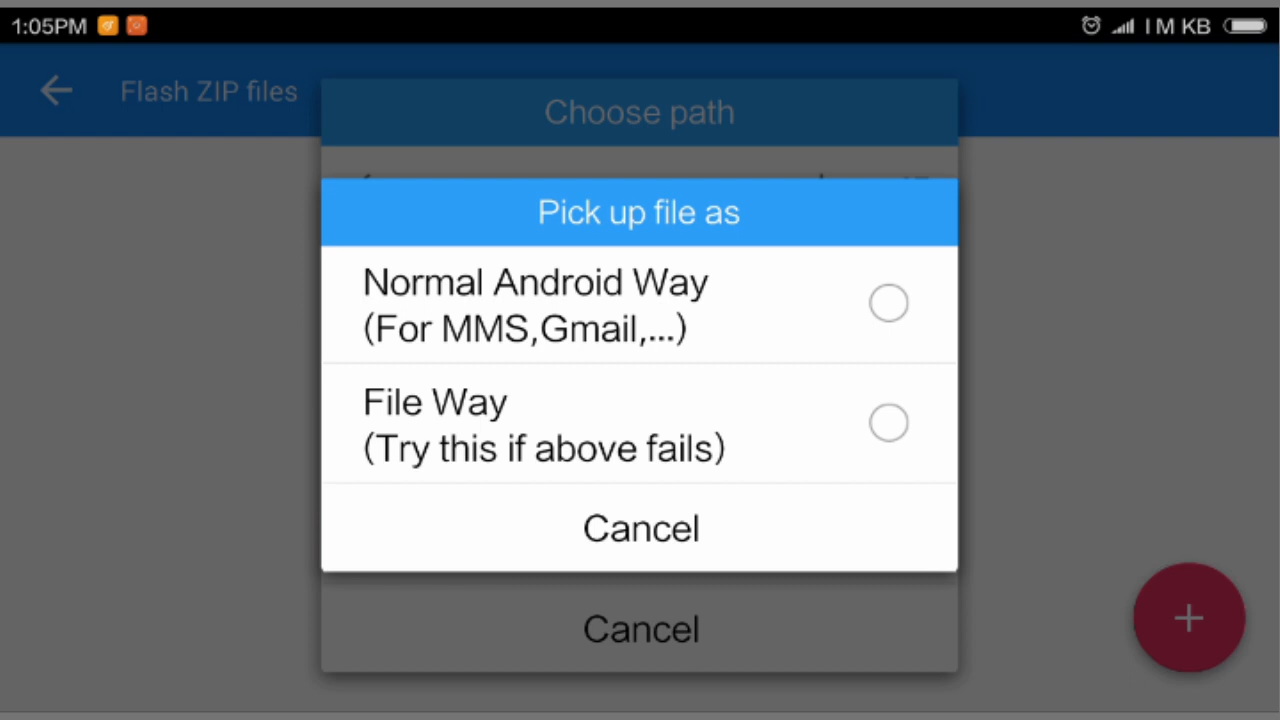 1:05PM I M KB
Flash ZIP files
Choose path
Pick up file as
Normal Android Way
(For MMS,Gmail,...)
File Way
(Try this if above fails)
Cancel
Cancel